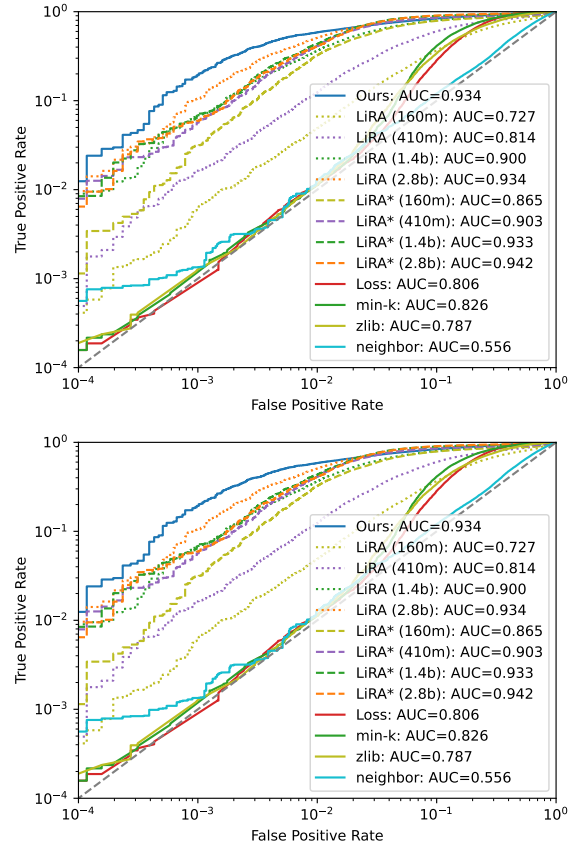 10⁰
10⁻¹
10⁻²
10⁻³
10⁻⁴
True Positive Rate
Ours: AUC=0.934
LiRA (160m): AUC=0.727
LiRA (410m): AUC=0.814
LiRA (1.4b): AUC=0.900
LiRA (2.8b): AUC=0.934
LiRA* (160m): AUC=0.865
LiRA* (410m): AUC=0.903
LiRA* (1.4b): AUC=0.933
LiRA* (2.8b): AUC=0.942
Loss: AUC=0.806
min-k: AUC=0.826
zlib: AUC=0.787
neighbor: AUC=0.556
10⁻⁴ 10⁻³ 10⁻² 10⁻¹ 10⁰
False Positive Rate
10⁰
10⁻¹
10⁻²
10⁻³
10⁻⁴
True Positive Rate
Ours: AUC=0.934
LiRA (160m): AUC=0.727
LiRA (410m): AUC=0.814
LiRA (1.4b): AUC=0.900
LiRA (2.8b): AUC=0.934
LiRA* (160m): AUC=0.865
LiRA* (410m): AUC=0.903
LiRA* (1.4b): AUC=0.933
LiRA* (2.8b): AUC=0.942
Loss: AUC=0.806
min-k: AUC=0.826
zlib: AUC=0.787
neighbor: AUC=0.556
10⁻⁴ 10⁻³ 10⁻² 10⁻¹ 10⁰
False Positive Rate